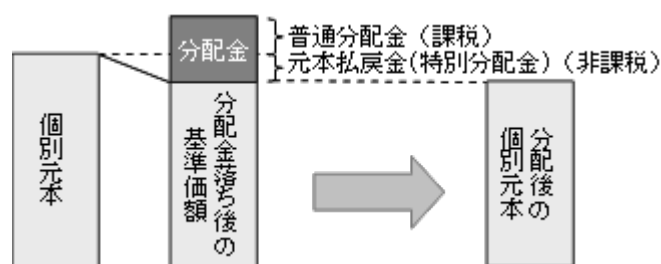 分配金
普通分配金（課税）
元本払戻金(特別分配金)（非課税）
個別元本
分配金落ち後の
基準価額
分配後の
個別元本